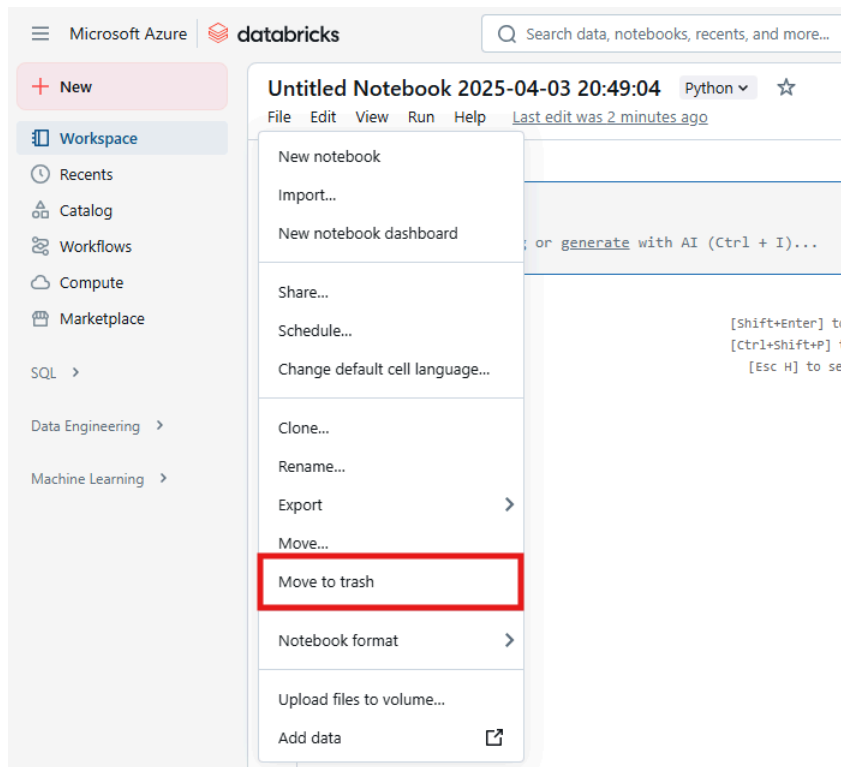 Microsoft Azure databricks
Search data, notebooks, recents, and more...
New
Workspace
Recents
Catalog
Workflows
Compute
Marketplace
SQL
Data Engineering
Machine Learning
Untitled Notebook 2025-04-03 20:49:04 Python
File Edit View Run Help Last edit was 2 minutes ago
New notebook
Import...
New notebook dashboard
Share...
Schedule...
Change default cell language...
Clone...
Rename...
Export
Move...
Move to trash
Notebook format
Upload files to volume...
Add data
or generate with AI (Ctrl + I)...
[Shift+Enter] to
[Ctrl+Shift+P]
[Esc H] to se